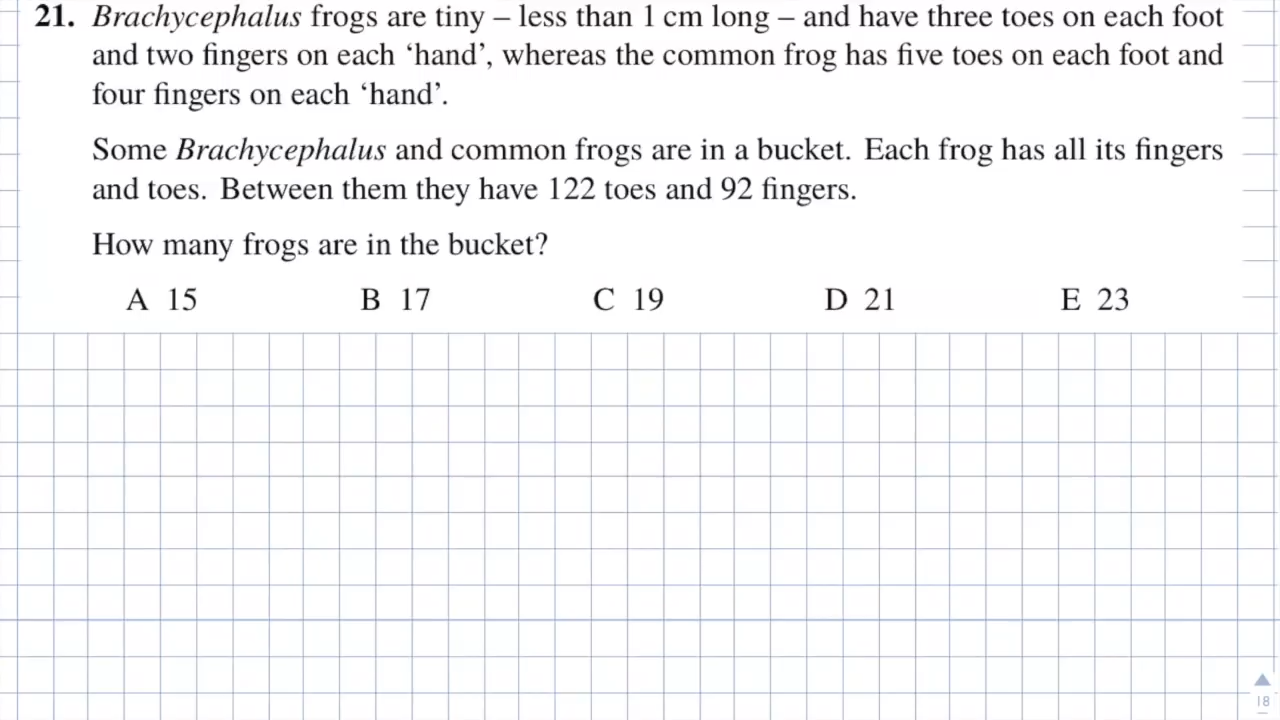 21. Brachycephalus frogs are tiny – less than 1 cm long – and have three toes on each foot
and two fingers on each ‘hand’, whereas the common frog has five toes on each foot and
four fingers on each ‘hand’.
Some Brachycephalus and common frogs are in a bucket. Each frog has all its fingers
and toes. Between them they have 122 toes and 92 fingers.
How many frogs are in the bucket?
A 15 B 17 C 19 D 21 E 23
18